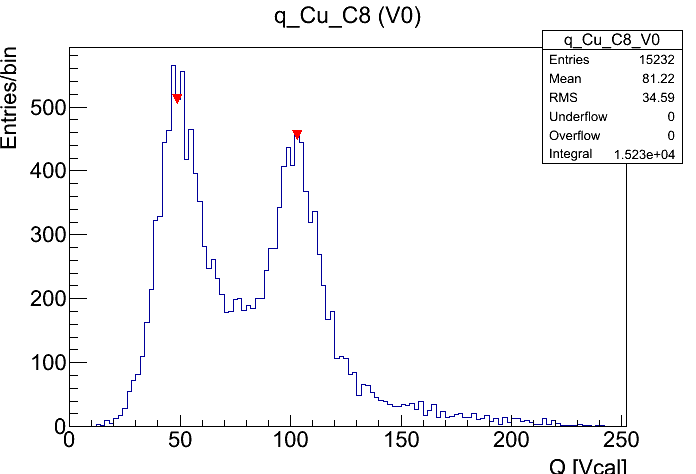 q_Cu_C8 (V0)
q_Cu_C8_V0
Entries 15232
Mean 81.22
RMS 34.59
Underflow 0
Overflow 0
Integral 1.523e+04
Entries/bin
500
400
300
200
100
0
0 50 100 150 200 250
Q [Vcal]